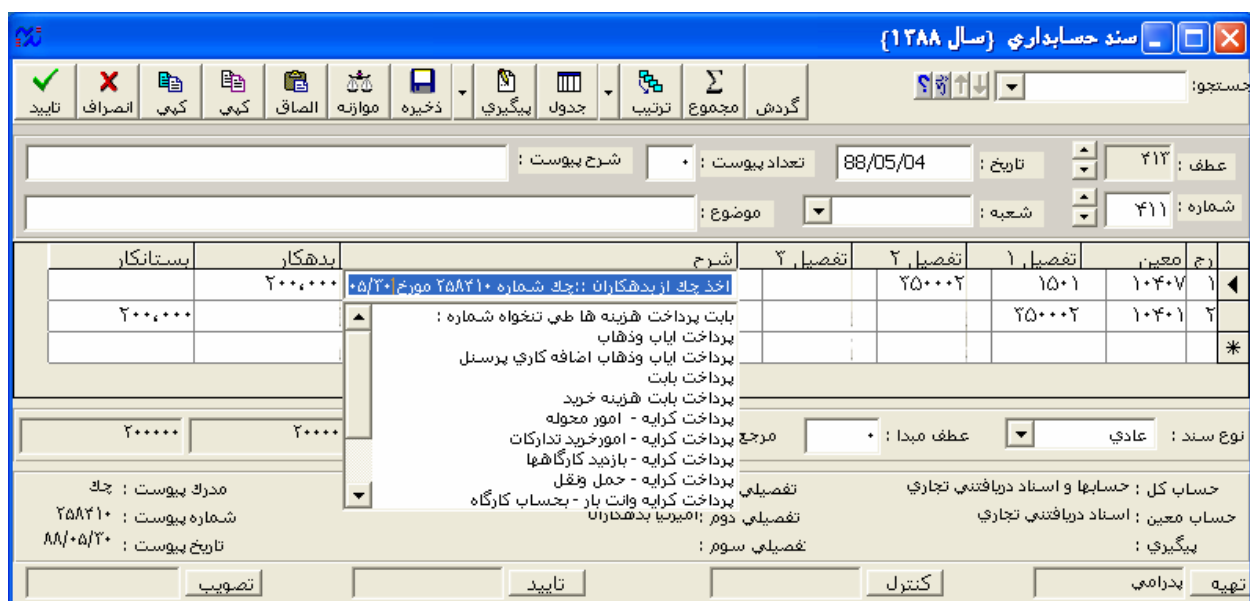 سند حسابداري {سال ۱۳۸۸}
جستجو: گردش مجموع ترتيب جدول پيگيري ذخيره موازنه الصاق كپي كپي انصراف تاييد
عطف : ۴۱۳ تاريخ : 88/05/04 تعداد پيوست : ۰ شرح پيوست :
شماره : ۴۱۱ شعبه : موضوع :
رج معين تفصيل ۱ تفصيل ۲ تفصيل ۳ شرح بدهكار بستانكار
۱ ۱۰۴۰۷ ۱۵۰۱ ۲۵۰۰۰۲ اخذ چك از بدهكاران ::چك شماره ۲۵۸۴۱۰ مورخ ۰۵/۳۰ ۲۰۰،۰۰۰
۲ ۱۰۴۰۱ ۲۵۰۰۰۲ ۲۰۰،۰۰۰
بابت پرداخت هزينه ها طي تنخواه شماره :
پرداخت اياب وذهاب
پرداخت اياب وذهاب اضافه كاري پرسنل
پرداخت بابت
پرداخت بابت هزينه خريد
پرداخت كرايه - امور محوله
پرداخت كرايه - امورخريد تداركات
پرداخت كرايه - بازديد كارگاهها
پرداخت كرايه - حمل ونقل
پرداخت كرايه وانت بار - بحساب كارگاه
نوع سند : عادي عطف مبدا : ۰ مرجع ۲۰۰۰۰ ۲۰۰۰۰۰
حساب كل : حسابها و اسناد دريافتني تجاري تفصيلي مدرك پيوست : چك
حساب معين : اسناد دريافتني تجاري تفصيلي دوم : بدهكاران شماره پيوست : ۲۵۸۴۱۰
پيگيري : تفصيلي سوم : تاريخ پيوست : ۸۸/۰۵/۳۰
تهيه پدرامي كنترل تاييد تصويب